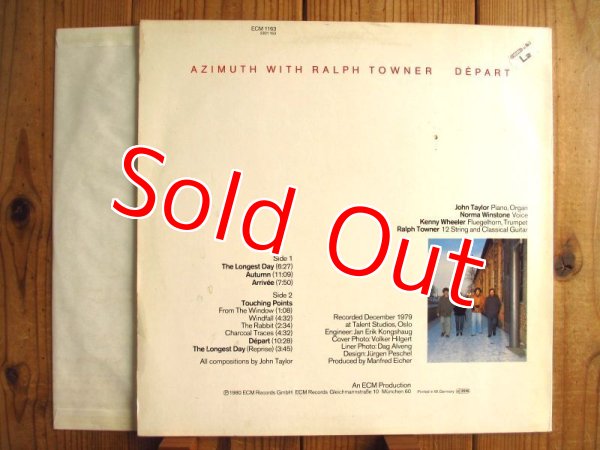 ECM 1163
2301 163
AZIMUTH WITH RALPH TOWNER DÉPART
John Taylor Piano, Organ
Norma Winstone Voice
Kenny Wheeler Fluegelhorn, Trumpet
Ralph Towner 12 String and Classical Guitar
Sold Out
Side 1
The Longest Day (6:27)
Autumn (11:09)
Arrivée (7:50)
Side 2
Touching Points
From The Window (1:08)
Windfall (4:32)
The Rabbit (2:34)
Charcoal Traces (4:32)
Départ (10:28)
The Longest Day (Reprise) (3:45)
All compositions by John Taylor
Recorded December 1979
at Talent Studios, Oslo
Engineer: Jan Erik Kongshaug
Cover Photo: Volker Hilgert
Liner Photo: Dag Alveng
Design: Jürgen Peschel
Produced by Manfred Eicher
An ECM Production
℗ 1980 ECM Records GmbH ECM Records Gleichmannstraße 10 München 60
Printed in W. Germany